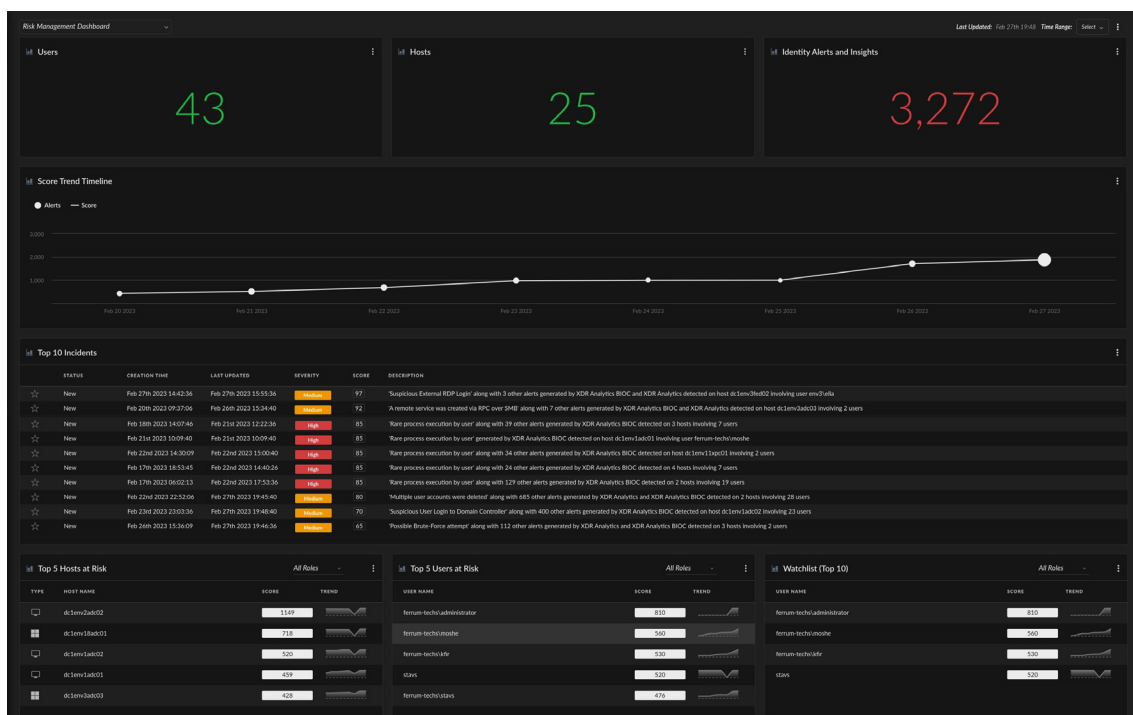 Risk Management Dashboard
Last Updated: Feb 27th 19:48 Time Range: Select
Users
Hosts
Identity Alerts and Insights
43
25
3,272
Score Trend Timeline
Alerts Score
3,000
2,000
1,000
Feb 20 2023 Feb 21 2023 Feb 22 2023 Feb 23 2023 Feb 24 2023 Feb 25 2023 Feb 26 2023 Feb 27 2023
Top 10 Incidents
STATUS CREATION TIME LAST UPDATED SEVERITY SCORE DESCRIPTION
New Feb 27th 2023 14:42:36 Feb 27th 2023 15:55:36 Medium 97 'Suspicious External RDP Login' along with 3 other alerts generated by XDR Analytics BIOC and XDR Analytics detected on host dc1env3fed02 involving user env3\ella
New Feb 20th 2023 09:37:06 Feb 26th 2023 15:34:40 Medium 92 'A remote service was created via RPC over SMB' along with 7 other alerts generated by XDR Analytics BIOC and XDR Analytics detected on host dc1env3adc03 involving 2 users
New Feb 18th 2023 14:07:46 Feb 21st 2023 12:22:36 High 85 'Rare process execution by user' along with 39 other alerts generated by XDR Analytics BIOC detected on 3 hosts involving 7 users
New Feb 21st 2023 10:09:40 Feb 21st 2023 10:09:40 High 85 'Rare process execution by user' generated by XDR Analytics BIOC detected on host dc1env1adc01 involving user ferrum-techs\moshe
New Feb 22nd 2023 14:30:09 Feb 22nd 2023 15:00:40 High 85 'Rare process execution by user' along with 34 other alerts generated by XDR Analytics BIOC detected on host dc1env11xpc01 involving 2 users
New Feb 17th 2023 18:53:45 Feb 22nd 2023 14:40:26 High 85 'Rare process execution by user' along with 24 other alerts generated by XDR Analytics BIOC detected on 4 hosts involving 7 users
New Feb 17th 2023 06:02:13 Feb 22nd 2023 17:53:36 High 85 'Rare process execution by user' along with 129 other alerts generated by XDR Analytics BIOC detected on 2 hosts involving 19 users
New Feb 22nd 2023 22:52:06 Feb 27th 2023 19:45:40 Medium 80 'Multiple user accounts were deleted' along with 685 other alerts generated by XDR Analytics and XDR Analytics BIOC detected on 2 hosts involving 28 users
New Feb 23rd 2023 23:03:36 Feb 27th 2023 19:48:40 Medium 70 'Suspicious User Login to Domain Controller' along with 400 other alerts generated by XDR Analytics BIOC detected on host dc1env1adc02 involving 23 users
New Feb 26th 2023 15:36:09 Feb 27th 2023 19:46:36 Medium 65 'Possible Brute-Force attempt' along with 112 other alerts generated by XDR Analytics and XDR Analytics BIOC detected on 3 hosts involving 2 users
Top 5 Hosts at Risk All Roles
TYPE HOST NAME SCORE TREND
dc1env2adc02 1149
dc1env18adc01 718
dc1env1adc02 520
dc1env1adc01 459
dc1env3adc03 428
Top 5 Users at Risk All Roles
USER NAME SCORE TREND
ferrum-techs\administrator 810
ferrum-techs\moshe 560
ferrum-techs\kfir 530
stavs 520
ferrum-techs\stavs 476
Watchlist (Top 10) All Roles
USER NAME SCORE TREND
ferrum-techs\administrator 810
ferrum-techs\moshe 560
ferrum-techs\kfir 530
stavs 520